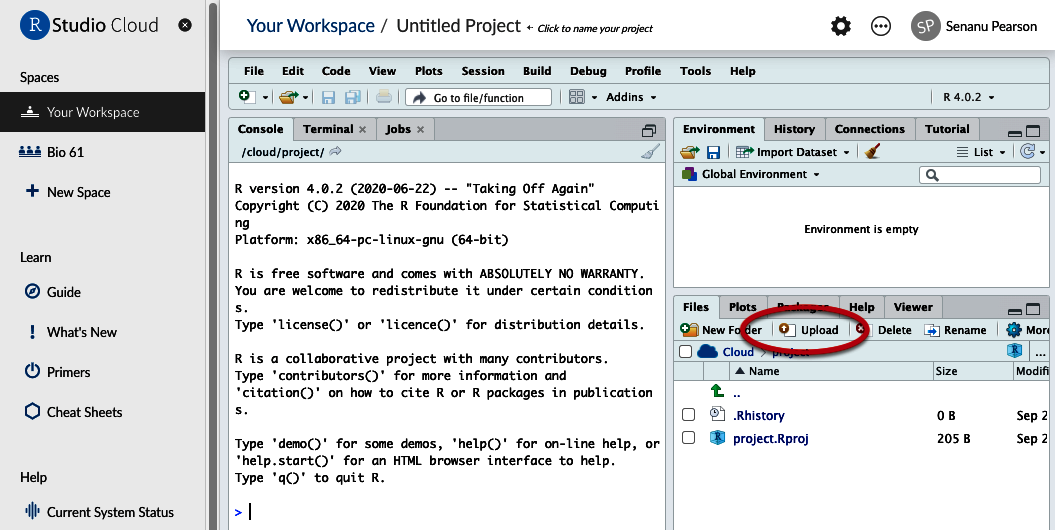 R Studio Cloud
Spaces
Your Workspace
Bio 61
New Space
Learn
Guide
What's New
Primers
Cheat Sheets
Help
Current System Status
Your Workspace / Untitled Project ← Click to name your project
SP Senanu Pearson
File Edit Code View Plots Session Build Debug Profile Tools Help
Go to file/function Addins R 4.0.2
Console Terminal × Jobs ×
/cloud/project/
R version 4.0.2 (2020-06-22) -- "Taking Off Again"
Copyright (C) 2020 The R Foundation for Statistical Computi
ng
Platform: x86_64-pc-linux-gnu (64-bit)
R is free software and comes with ABSOLUTELY NO WARRANTY.
You are welcome to redistribute it under certain condition
s.
Type 'license()' or 'licence()' for distribution details.
R is a collaborative project with many contributors.
Type 'contributors()' for more information and
'citation()' on how to cite R or R packages in publication
s.
Type 'demo()' for some demos, 'help()' for on-line help, or
'help.start()' for an HTML browser interface to help.
Type 'q()' to quit R.
>
Environment History Connections Tutorial
Import Dataset List
Global Environment
Environment is empty
Files Plots Packages Help Viewer
New Folder Upload Delete Rename More
Cloud > project R ...
Name Size Modifi
..
.Rhistory 0 B Sep 2
project.Rproj 205 B Sep 2